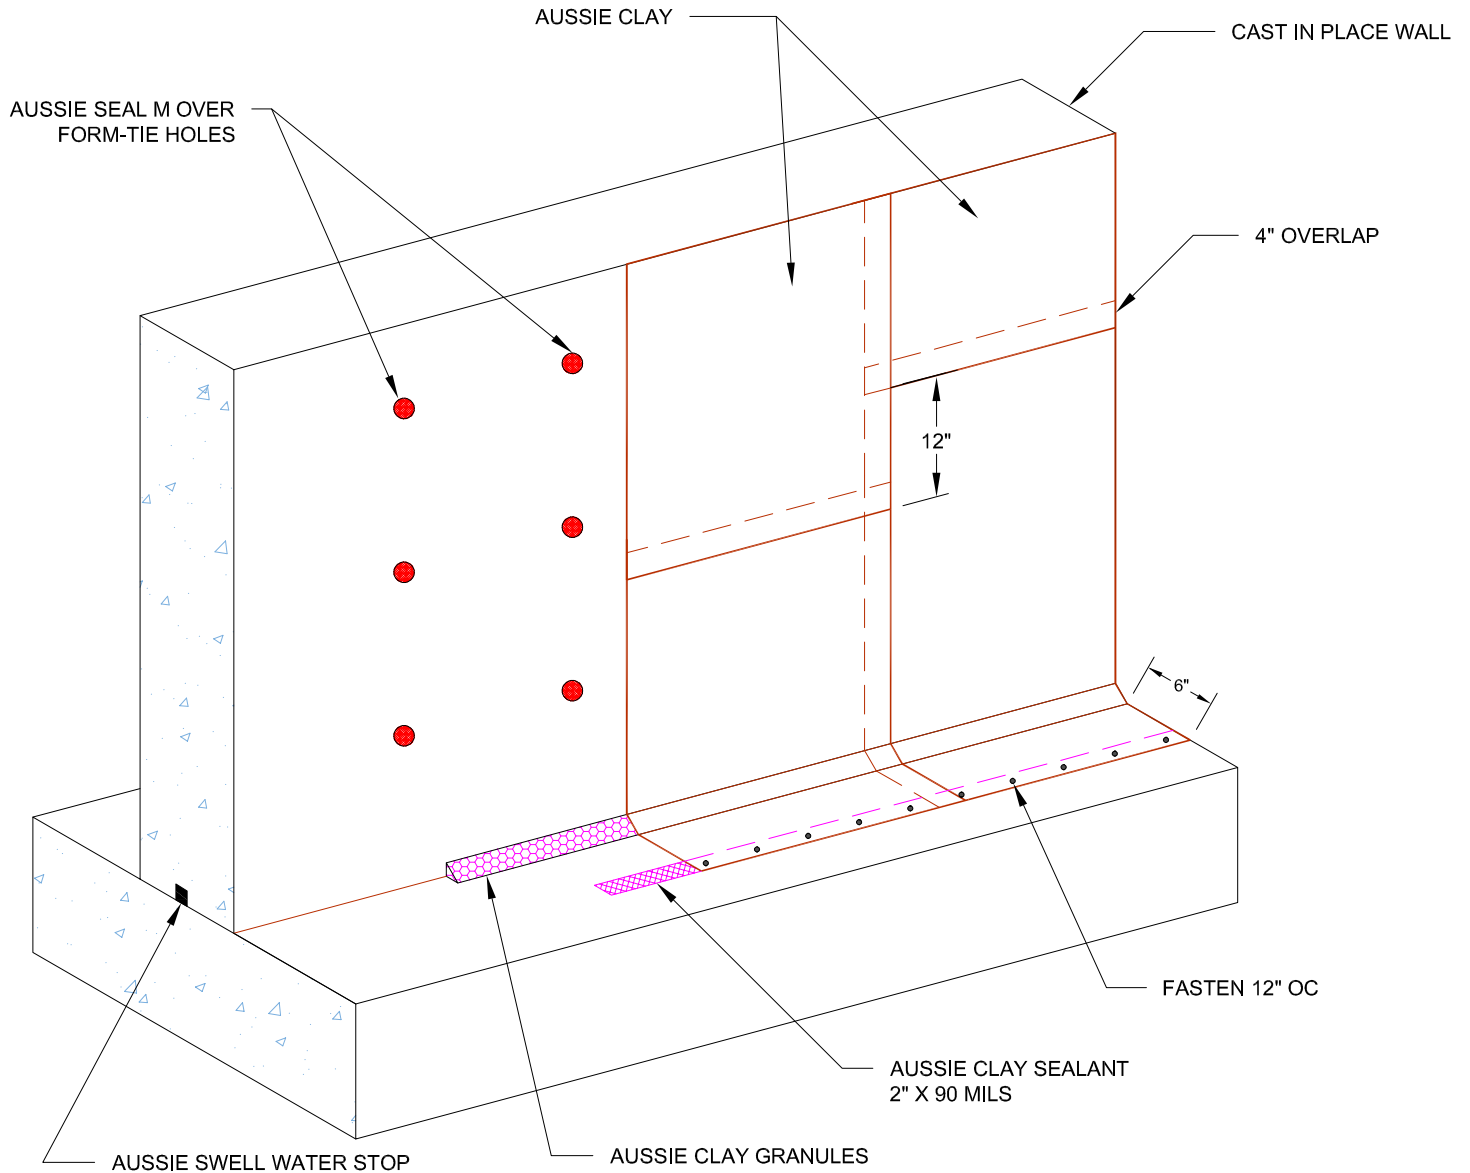 AUSSIE CLAY
CAST IN PLACE WALL
AUSSIE SEAL M OVER
FORM-TIE HOLES
4" OVERLAP
12"
6"
FASTEN 12" OC
AUSSIE CLAY SEALANT
2" X 90 MILS
AUSSIE CLAY GRANULES
AUSSIE SWELL WATER STOP